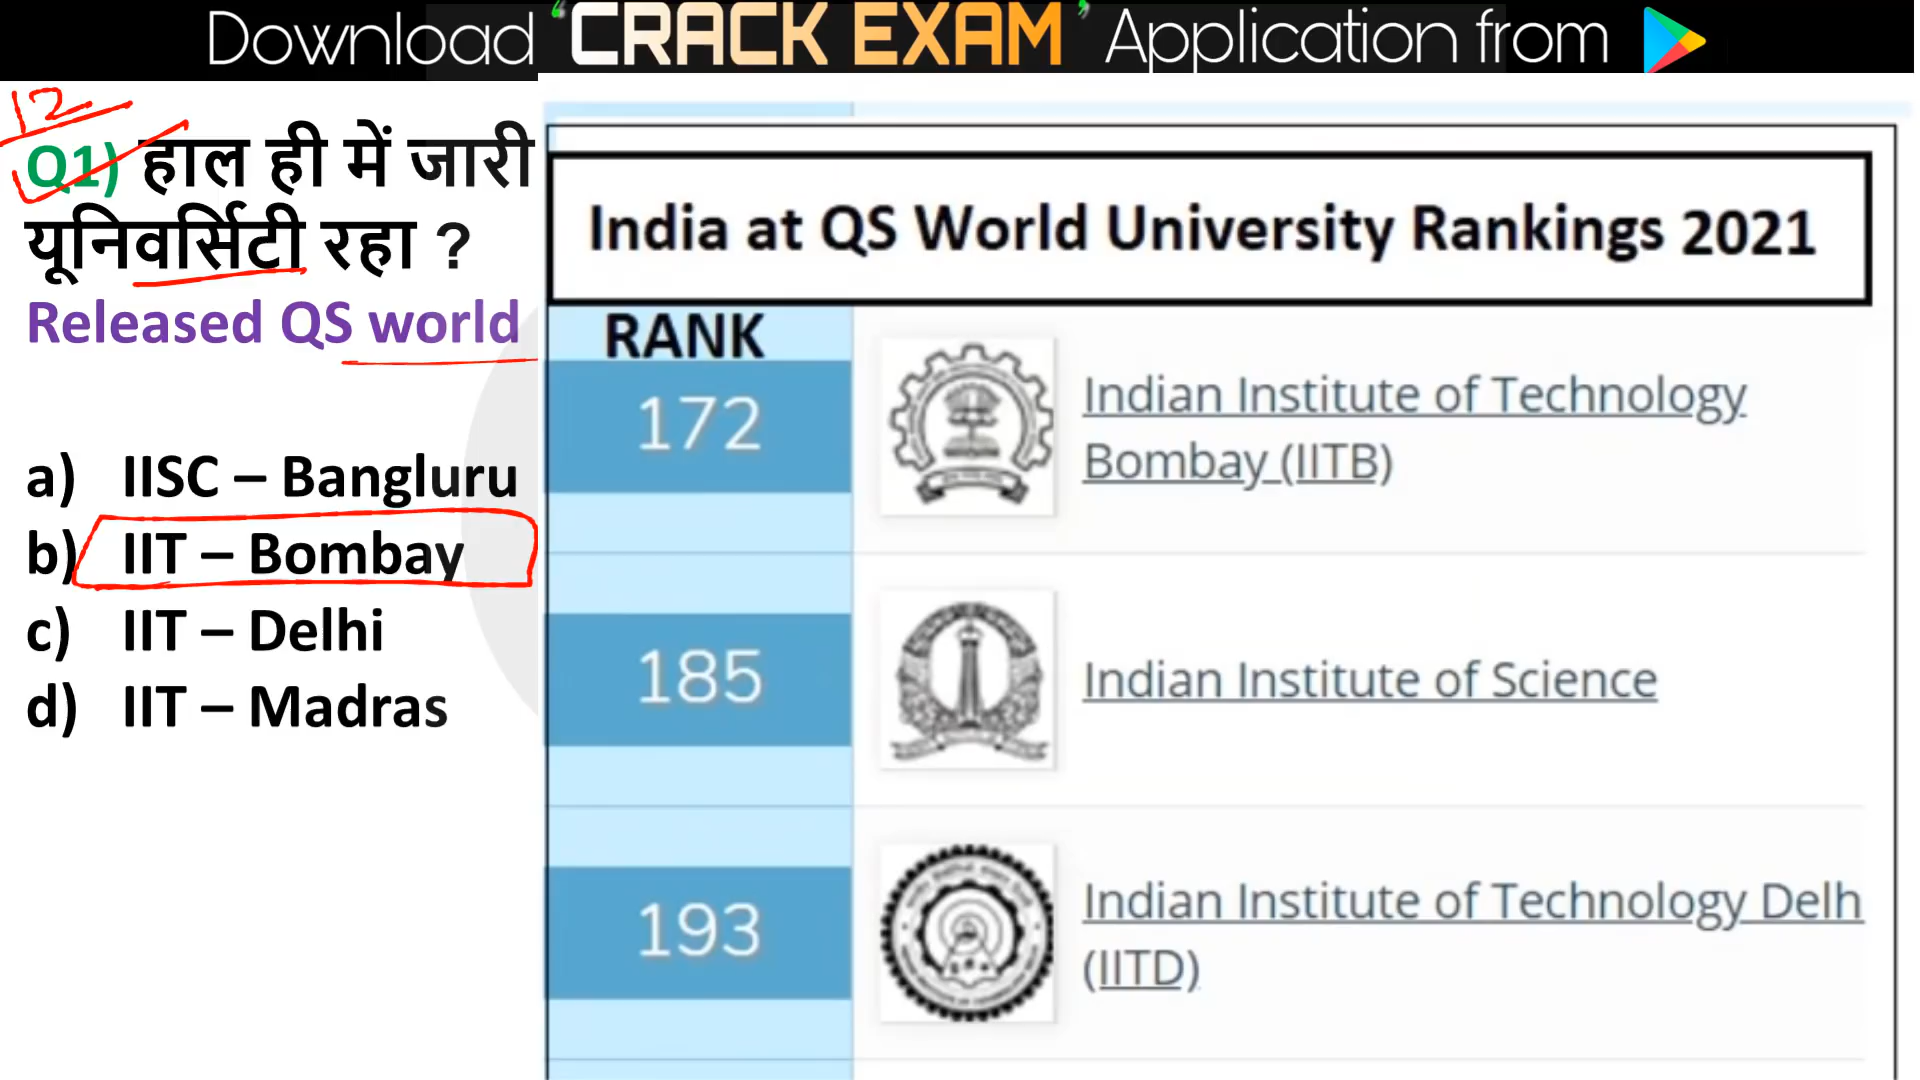 Download ‘CRACK EXAM’ Application from
12
Q1) हाल ही में जारी
यूनिवर्सिटी रहा ?
Released QS world
a) IISC – Bangluru
b) IIT – Bombay
c) IIT – Delhi
d) IIT – Madras
India at QS World University Rankings 2021
RANK
172
Indian Institute of Technology
Bombay (IITB)
185
Indian Institute of Science
193
Indian Institute of Technology Delh
(IITD)